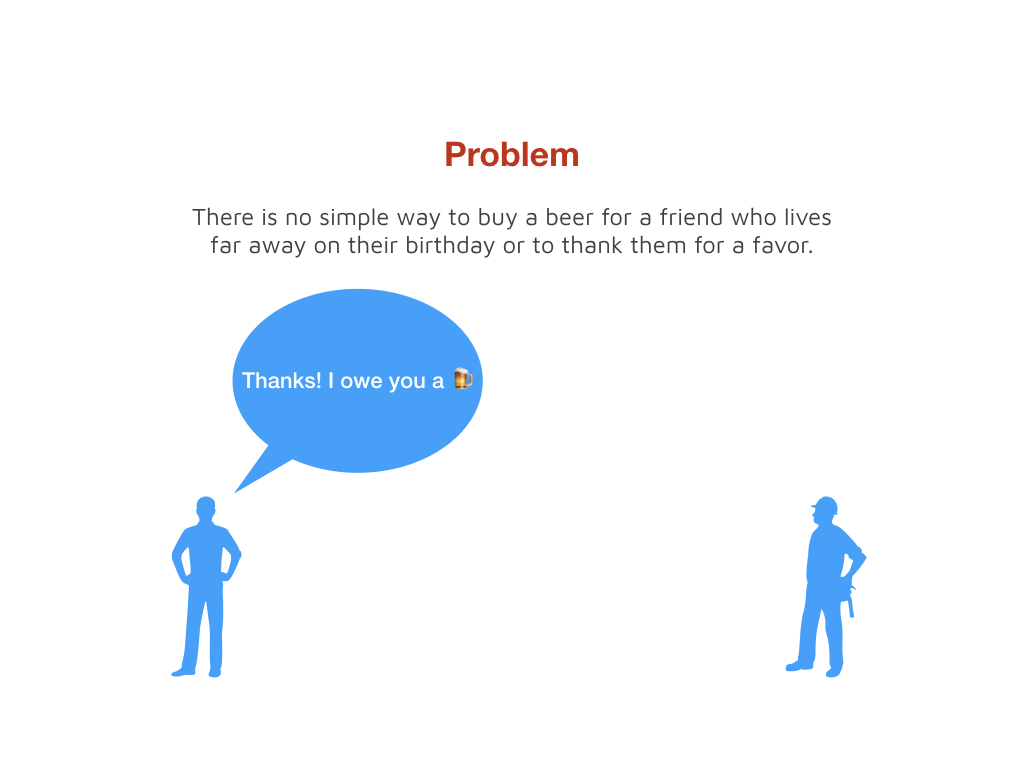 Problem
There is no simple way to buy a beer for a friend who lives
far away on their birthday or to thank them for a favor.
Thanks! I owe you a 🍺